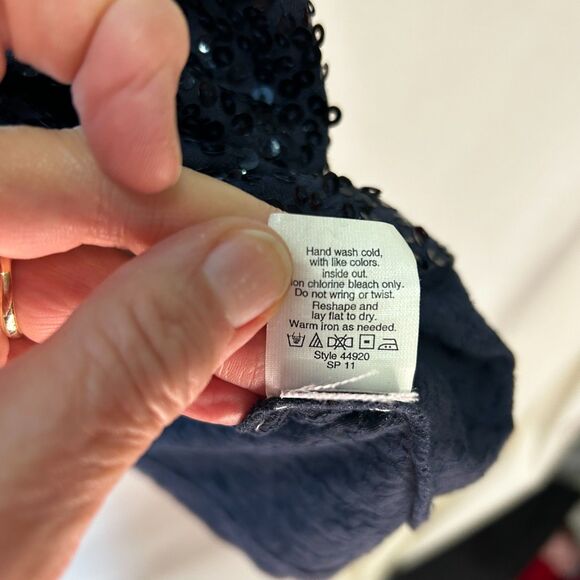 Hand wash cold,
with like colors.
inside out.
on chlorine bleach only.
Do not wring or twist.
Reshape and
lay flat to dry.
Warm iron as needed.
Style 44920
SP 11